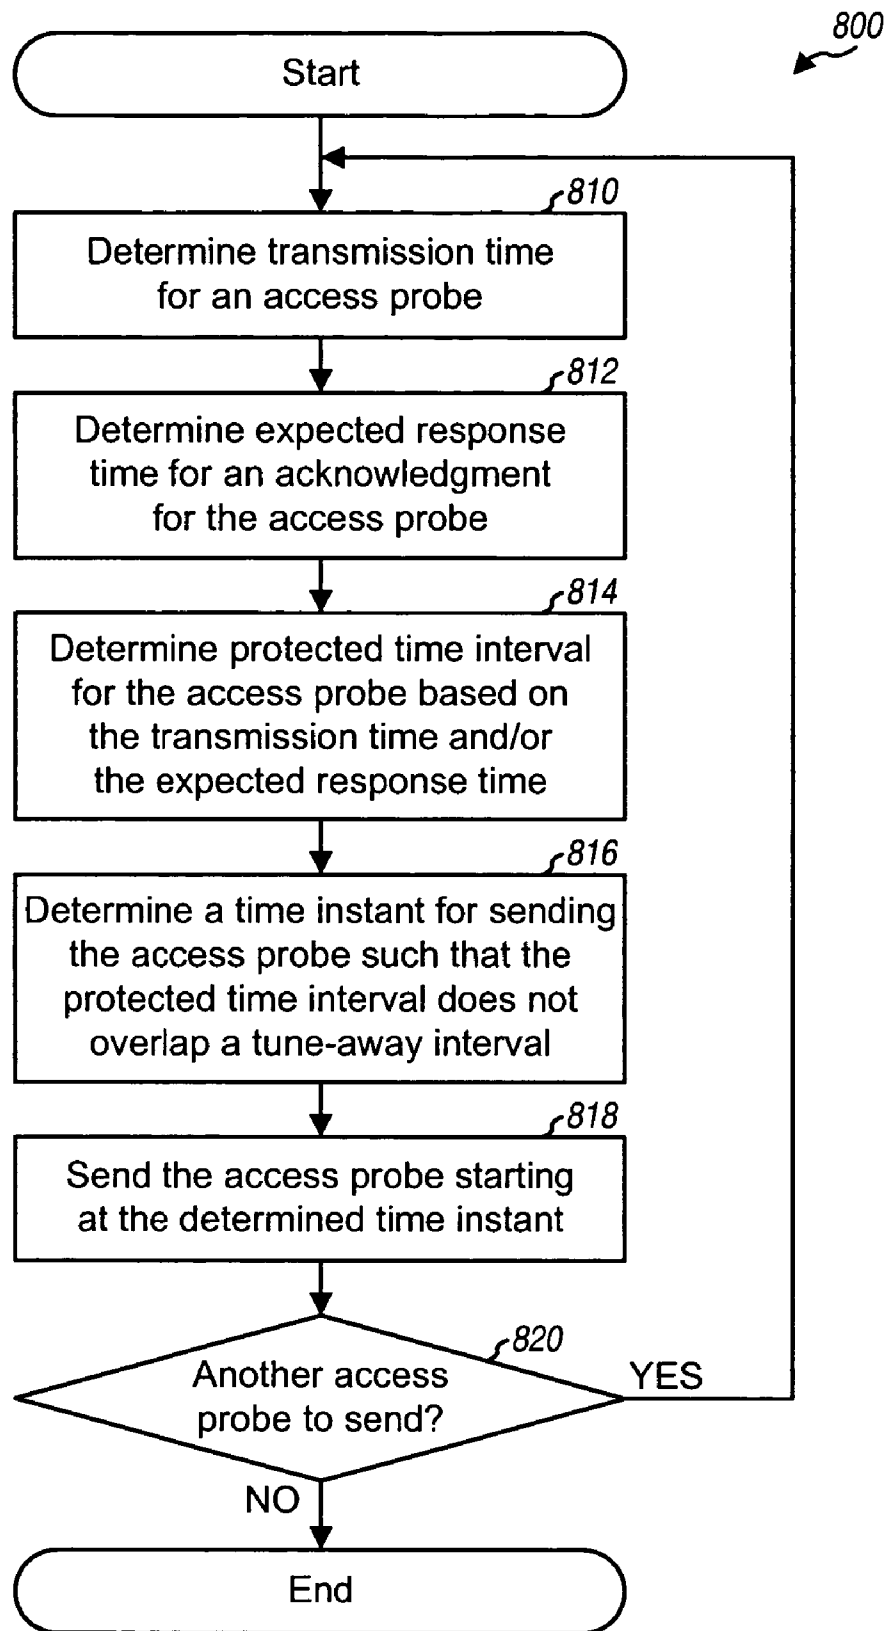 800
Start
810
Determine transmission time
for an access probe
812
Determine expected response
time for an acknowledgment
for the access probe
814
Determine protected time interval
for the access probe based on
the transmission time and/or
the expected response time
816
Determine a time instant for sending
the access probe such that the
protected time interval does not
overlap a tune-away interval
818
Send the access probe starting
at the determined time instant
820
Another access
probe to send?
YES
NO
End